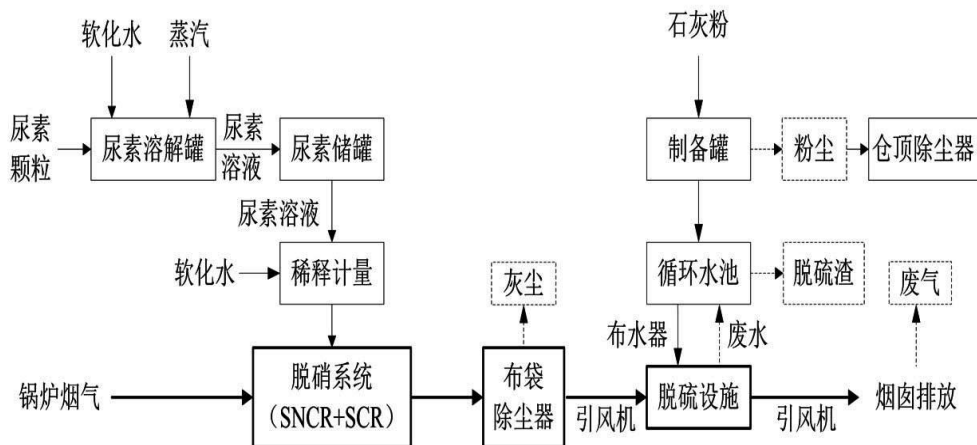 石灰粉
软化水
蒸汽
尿素
颗粒
尿素溶解罐
尿素
溶液
尿素储罐
制备罐
粉尘
仓顶除尘器
尿素溶液
软化水
稀释计量
灰尘
循环水池
脱硫渣
废气
布水器
废水
锅炉烟气
脱硝系统
（SNCR+SCR）
布袋
除尘器
引风机
脱硫设施
引风机
烟囱排放